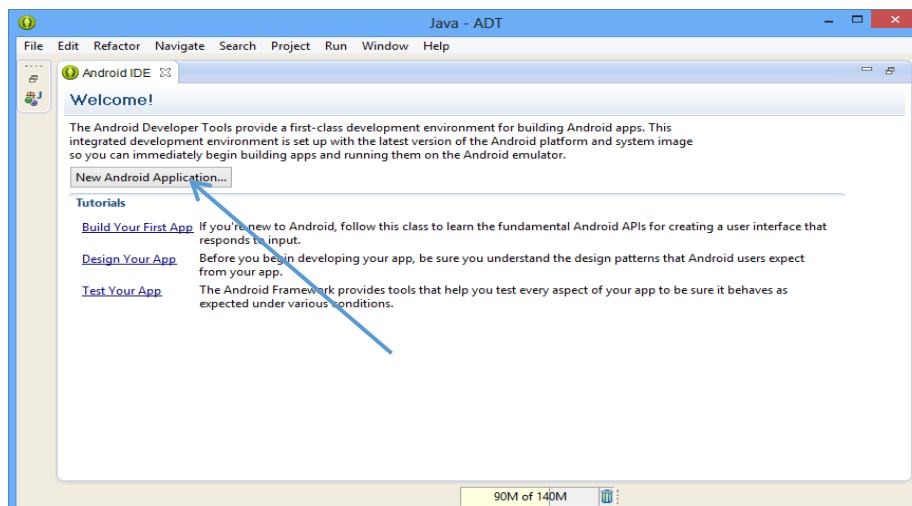 Java - ADT
File Edit Refactor Navigate Search Project Run Window Help
Android IDE
Welcome!
The Android Developer Tools provide a first-class development environment for building Android apps. This
integrated development environment is set up with the latest version of the Android platform and system image
so you can immediately begin building apps and running them on the Android emulator.
New Android Application...
Tutorials
Build Your First App If you're new to Android, follow this class to learn the fundamental Android APIs for creating a user interface that
responds to input.
Design Your App Before you begin developing your app, be sure you understand the design patterns that Android users expect
from your app.
Test Your App The Android Framework provides tools that help you test every aspect of your app to be sure it behaves as
expected under various conditions.
90M of 140M